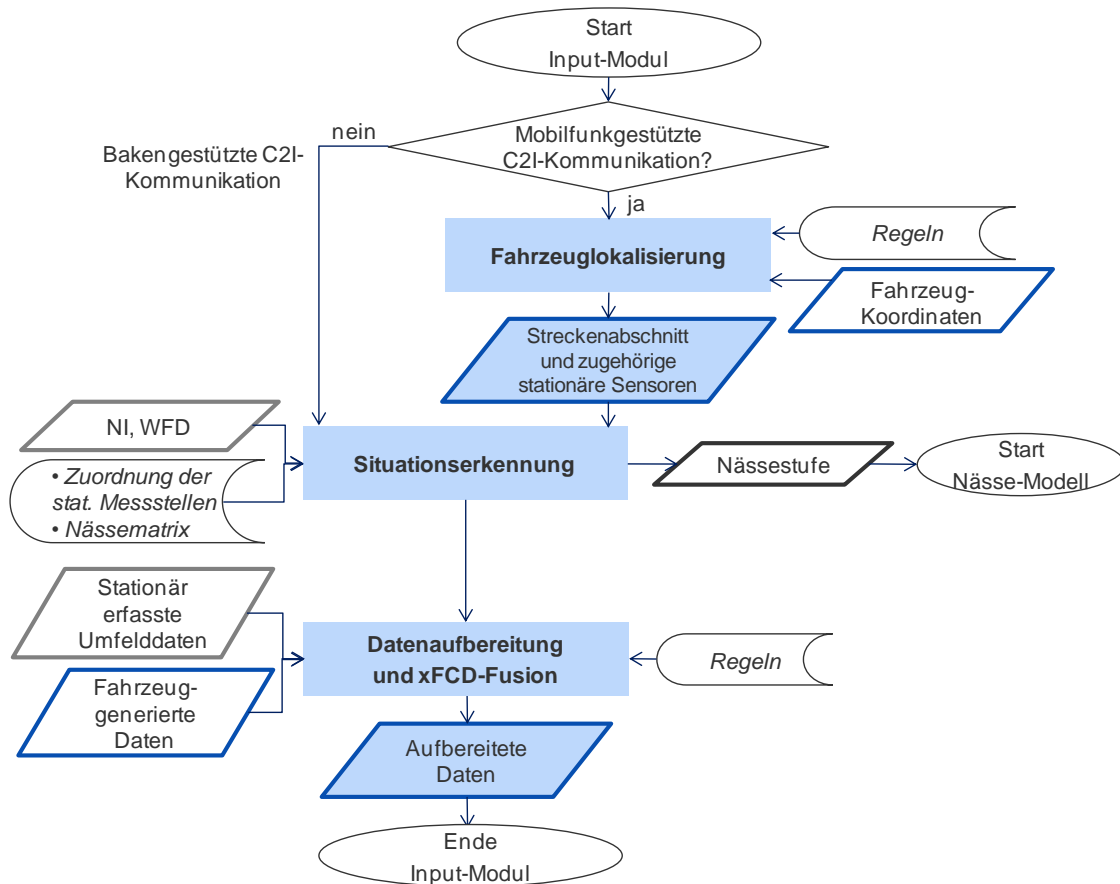 Start
Input-Modul
Mobilfunkgestützte
C2I-Kommunikation?
nein
Bakengestützte C2I-
Kommunikation
ja
Fahrzeuglokalisierung
Regeln
Fahrzeug-
Koordinaten
Streckenabschnitt
und zugehörige
stationäre Sensoren
NI, WFD
• Zuordnung der
stat. Messstellen
• Nässematrix
Situationserkennung
Nässestufe
Start
Nässe-Modell
Stationär
erfasste
Umfelddaten
Fahrzeug-
generierte
Daten
Datenaufbereitung
und xFCD-Fusion
Regeln
Aufbereitete
Daten
Ende
Input-Modul